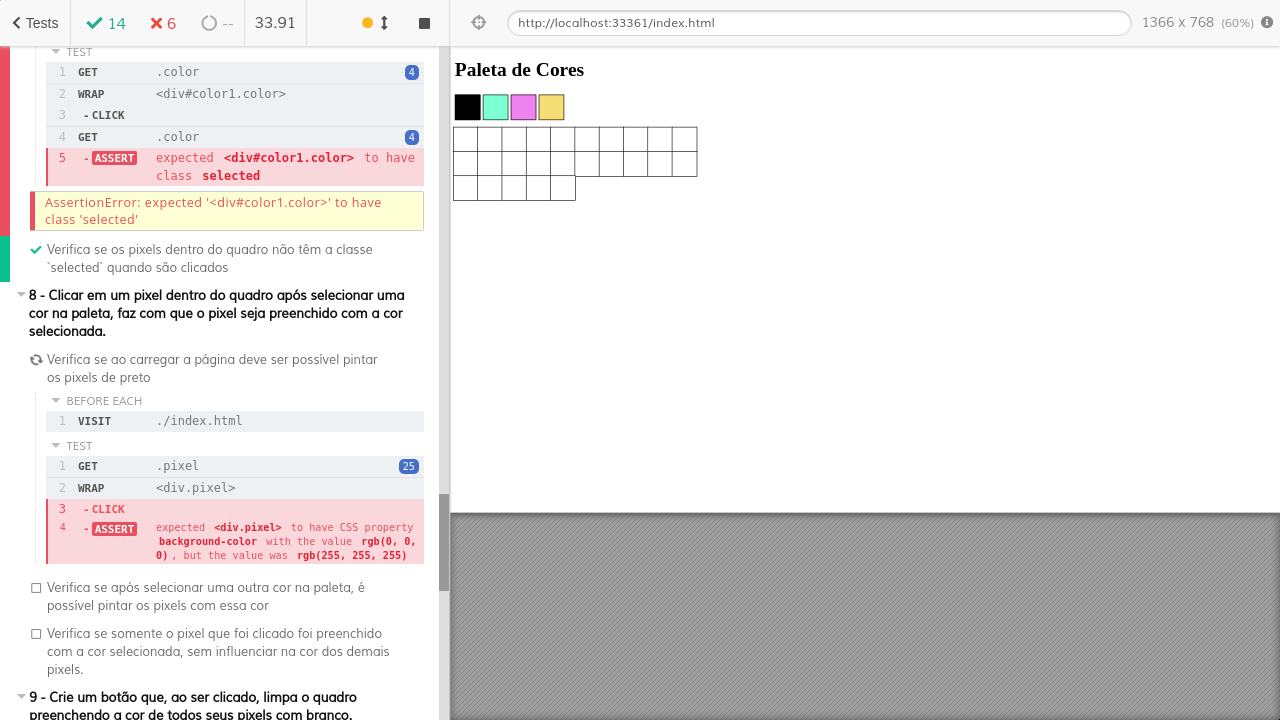 Tests
14
6
--
33.91
http://localhost:33361/index.html
1366 x 768 (60%)
TEST
1 GET .color 4
2 WRAP <div#color1.color>
3 - CLICK
4 GET .color 4
5 - ASSERT expected <div#color1.color> to have
class selected
AssertionError: expected '<div#color1.color>' to have
class 'selected'
Verifica se os pixels dentro do quadro não têm a classe
`selected` quando são clicados
8 - Clicar em um pixel dentro do quadro após selecionar uma
cor na paleta, faz com que o pixel seja preenchido com a cor
selecionada.
Verifica se ao carregar a página deve ser possível pintar
os pixels de preto
BEFORE EACH
1 VISIT ./index.html
TEST
1 GET .pixel 25
2 WRAP <div.pixel>
3 - CLICK
4 - ASSERT expected <div.pixel> to have CSS property
background-color with the value rgb(0, 0,
0), but the value was rgb(255, 255, 255)
Verifica se após selecionar uma outra cor na paleta, é
possível pintar os pixels com essa cor
Verifica se somente o pixel que foi clicado foi preenchido
com a cor selecionada, sem influenciar na cor dos demais
pixels.
9 - Crie um botão que, ao ser clicado, limpa o quadro
preenchendo a cor de todos seus pixels com branco.
Paleta de Cores